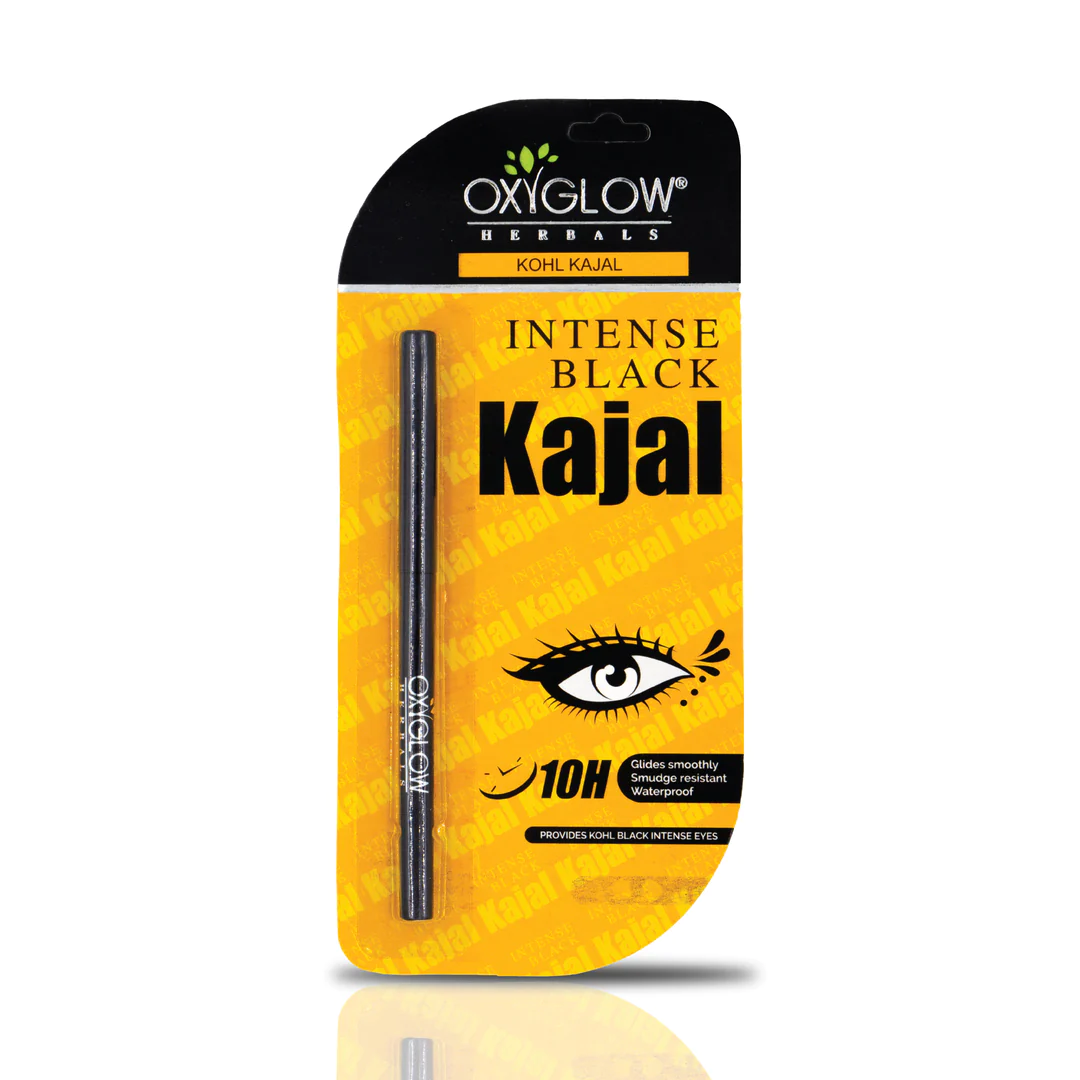 OXYGLOW®
HERBALS
KOHL KAJAL
INTENSE
BLACK
Kajal
10H
Glides smoothly
Smudge resistant
Waterproof
PROVIDES KOHL BLACK INTENSE EYES
OXYGLOW
HERBALS